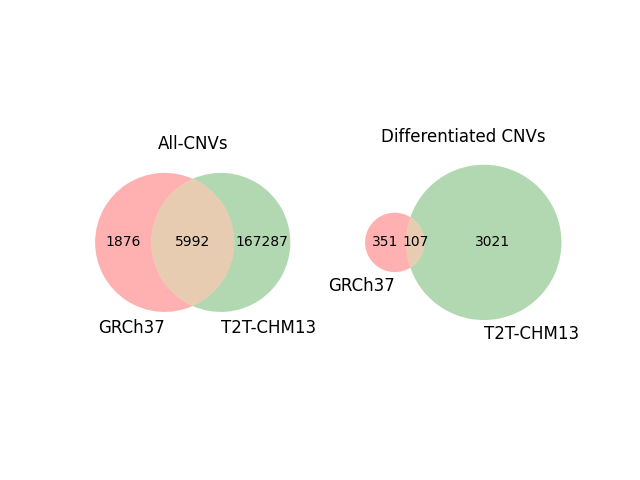 All-CNVs
1876
5992
167287
GRCh37
T2T-CHM13
Differentiated CNVs
351
107
3021
GRCh37
T2T-CHM13